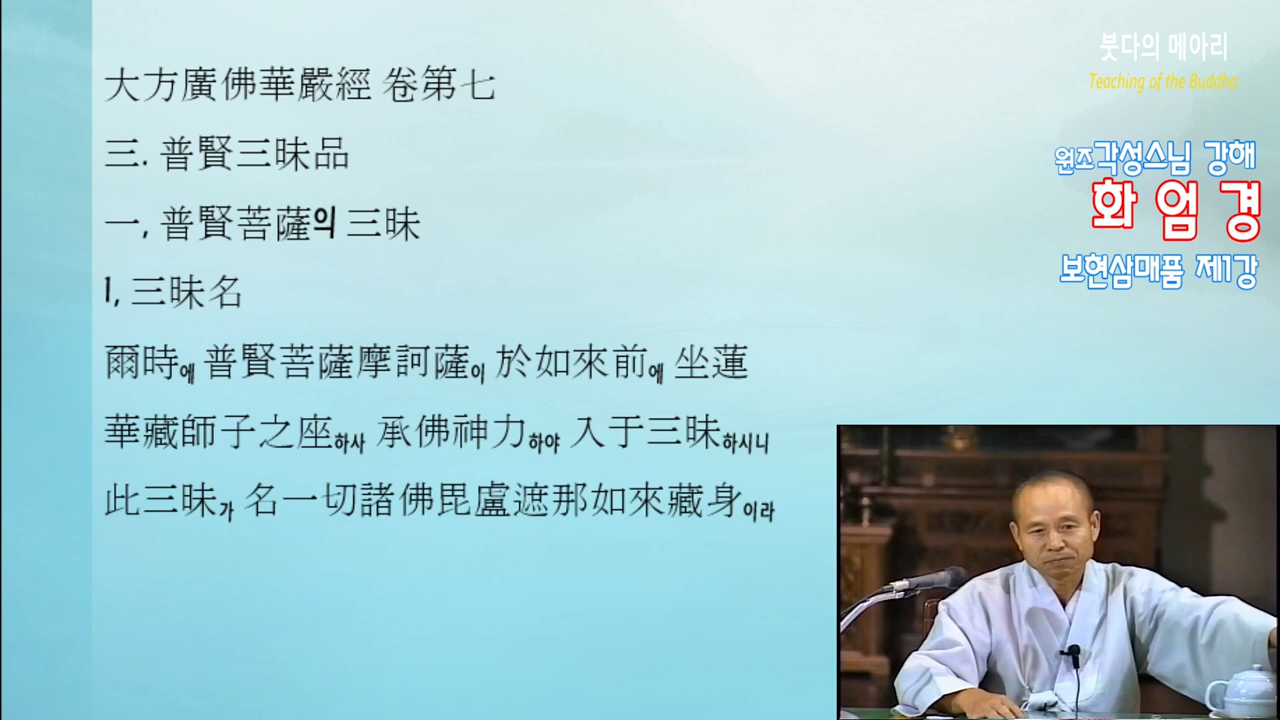 大方廣佛華嚴經 卷第七
三. 普賢三昧品
一, 普賢菩薩의 三昧
1, 三昧名
爾時에 普賢菩薩摩訶薩이 於如來前에 坐蓮
華藏師子之座하사 承佛神力하야 入于三昧하시니
此三昧가 名一切諸佛毘盧遮那如來藏身이라
붓다의 메아리
Teaching of the Buddha
원조각성스님 강해
화엄경
보현삼매품 제1강